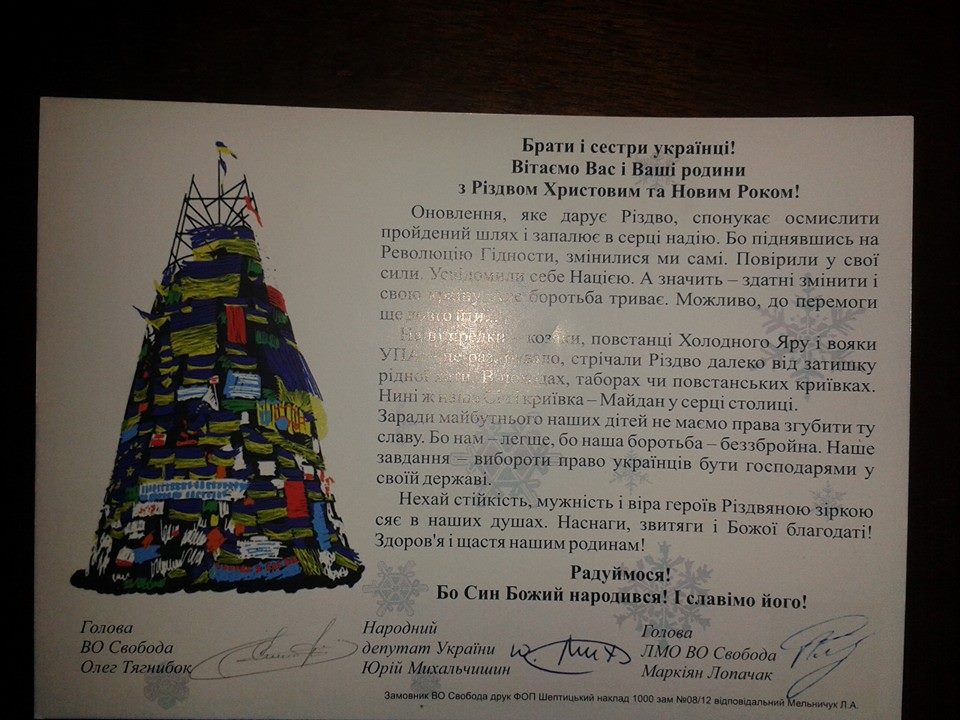 Брати і сестри українці!
Вітаємо Вас і Ваші родини
з Різдвом Христовим та Новим Роком!
Оновлення, яке дарує Різдво, спонукає осмислити
пройдений шлях і запалює в серці надію. Бо піднявшись на
Революцію Гідности, змінилися ми самі. Повірили у свої
сили. Усвідомили себе Нацією. А значить – здатні змінити і
свою боротьба триває. Можливо, до перемоги
ще
козаки, повстанці Холодного Яру і вояки
УПА стрічали Різдво далеко від затишку
рідної таборах чи повстанських криївках.
Нині ж криївка – Майдан у серці столиці.
Заради майбутнього наших дітей не маємо права згубити ту
славу. Бо нам – легше, бо наша боротьба – беззбройна. Наше
завдання – вибороти право українців бути господарями у
своїй державі.
Нехай стійкість, мужність і віра героїв Різдвяною зіркою
сяє в наших душах. Наснаги, звитяги і Божої благодаті!
Здоров'я і щастя нашим родинам!
Радуймося!
Бо Син Божий народився! І славімо його!
Голова
ВО Свобода
Олег Тягнибок
Народний
депутат України
Юрій Михальчишин
Голова
ЛМО ВО Свобода
Маркіян Лопачак
Замовник ВО Свобода друк ФОП Шептицький наклад 1000 зам №08/12 відповідальний Мельничук Л.А.